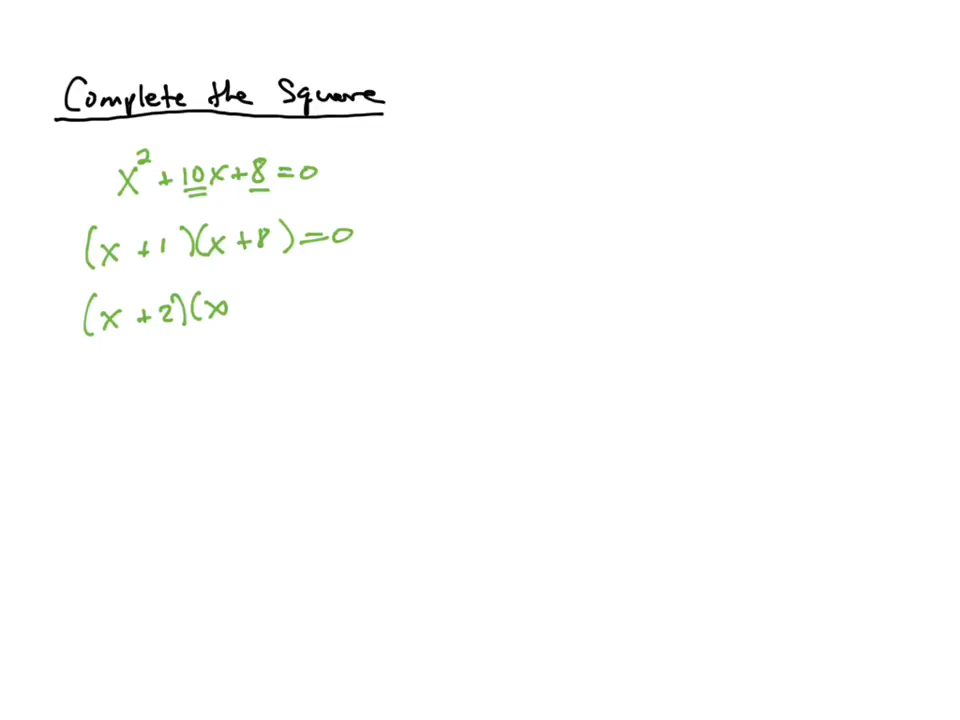 Complete the Square
x² + 10x + 8 = 0
(x + 1)(x + 8) = 0
(x + 2)(x